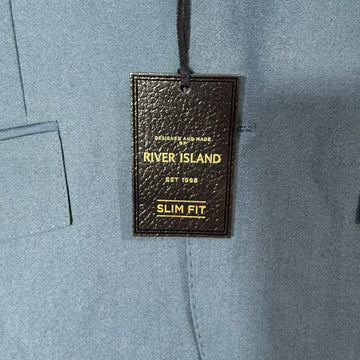 DESIGNED AND MADE
BY
RIVER ISLAND
EST 1988
SLIM FIT